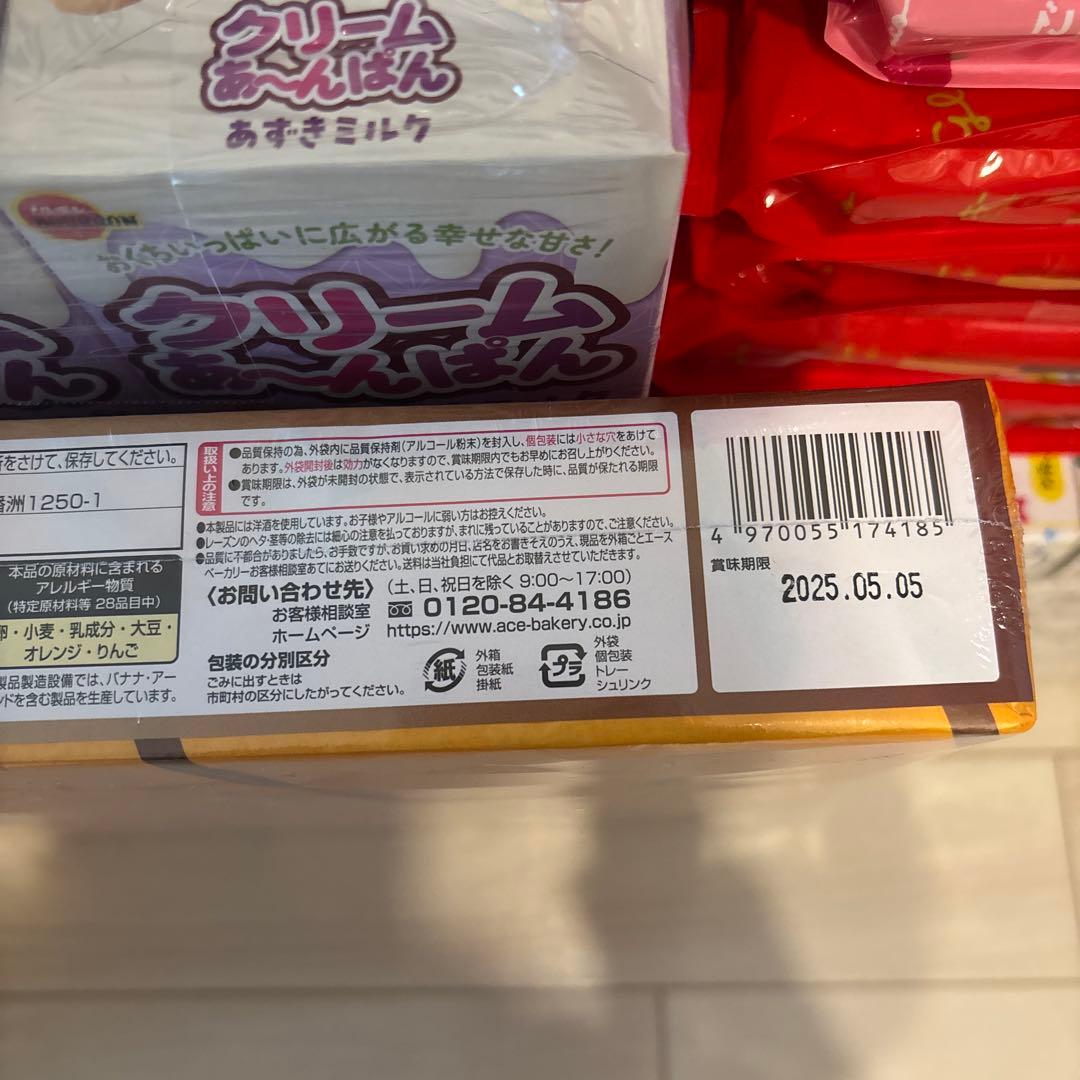 クリーム
あ〜んぱん
あずきミルク
おくちいっぱいに広がる幸せな甘さ!
クリーム
あ〜んぱん
をさけて、保存してください。
洲1250-1
本品の原材料に含まれる
アレルギー物質
(特定原材料等 28品目中)
卵・小麦・乳成分・大豆・
オレンジ・りんご
製品製造設備では、バナナ・アー
ンドを含む製品を生産しています。
取扱い上の注意
●品質保持の為、外袋内に品質保持剤(アルコール粉末)を封入し、個包装には小さな穴をあけて
あります。外袋開封後は効力がなくなりますので、賞味期限内でもお早めにお召し上がりください。
●賞味期限は、外袋が未開封の状態で、表示されている方法で保存した時に、品質が保たれる期限
です。
●本製品には洋酒を使用しています。お子様やアルコールに弱い方はお控えください。
●レーズンのヘタ・茎等の除去には細心の注意を払っておりますが、まれに残っていることがありますので、ご注意ください。
●品質に不都合がありましたら、お手数ですが、お買い求めの月日、店名をお書きそえのうえ、現品を外箱ごとエース
ベーカリーお客様相談室あてにお送りください。送料は当社負担にて代品とお取替えさせていただきます。
〈お問い合わせ先〉(土、日、祝日を除く 9:00〜17:00)
お客様相談室 0120-84-4186
ホームページ https://www.ace-bakery.co.jp
包装の分別区分
ごみに出すときは
市町村の区分にしたがってください。
紙
外箱
包装紙
掛紙
プラ
外袋
個包装
トレー
シュリンク
4 970055 174185
賞味期限
2025.05.05